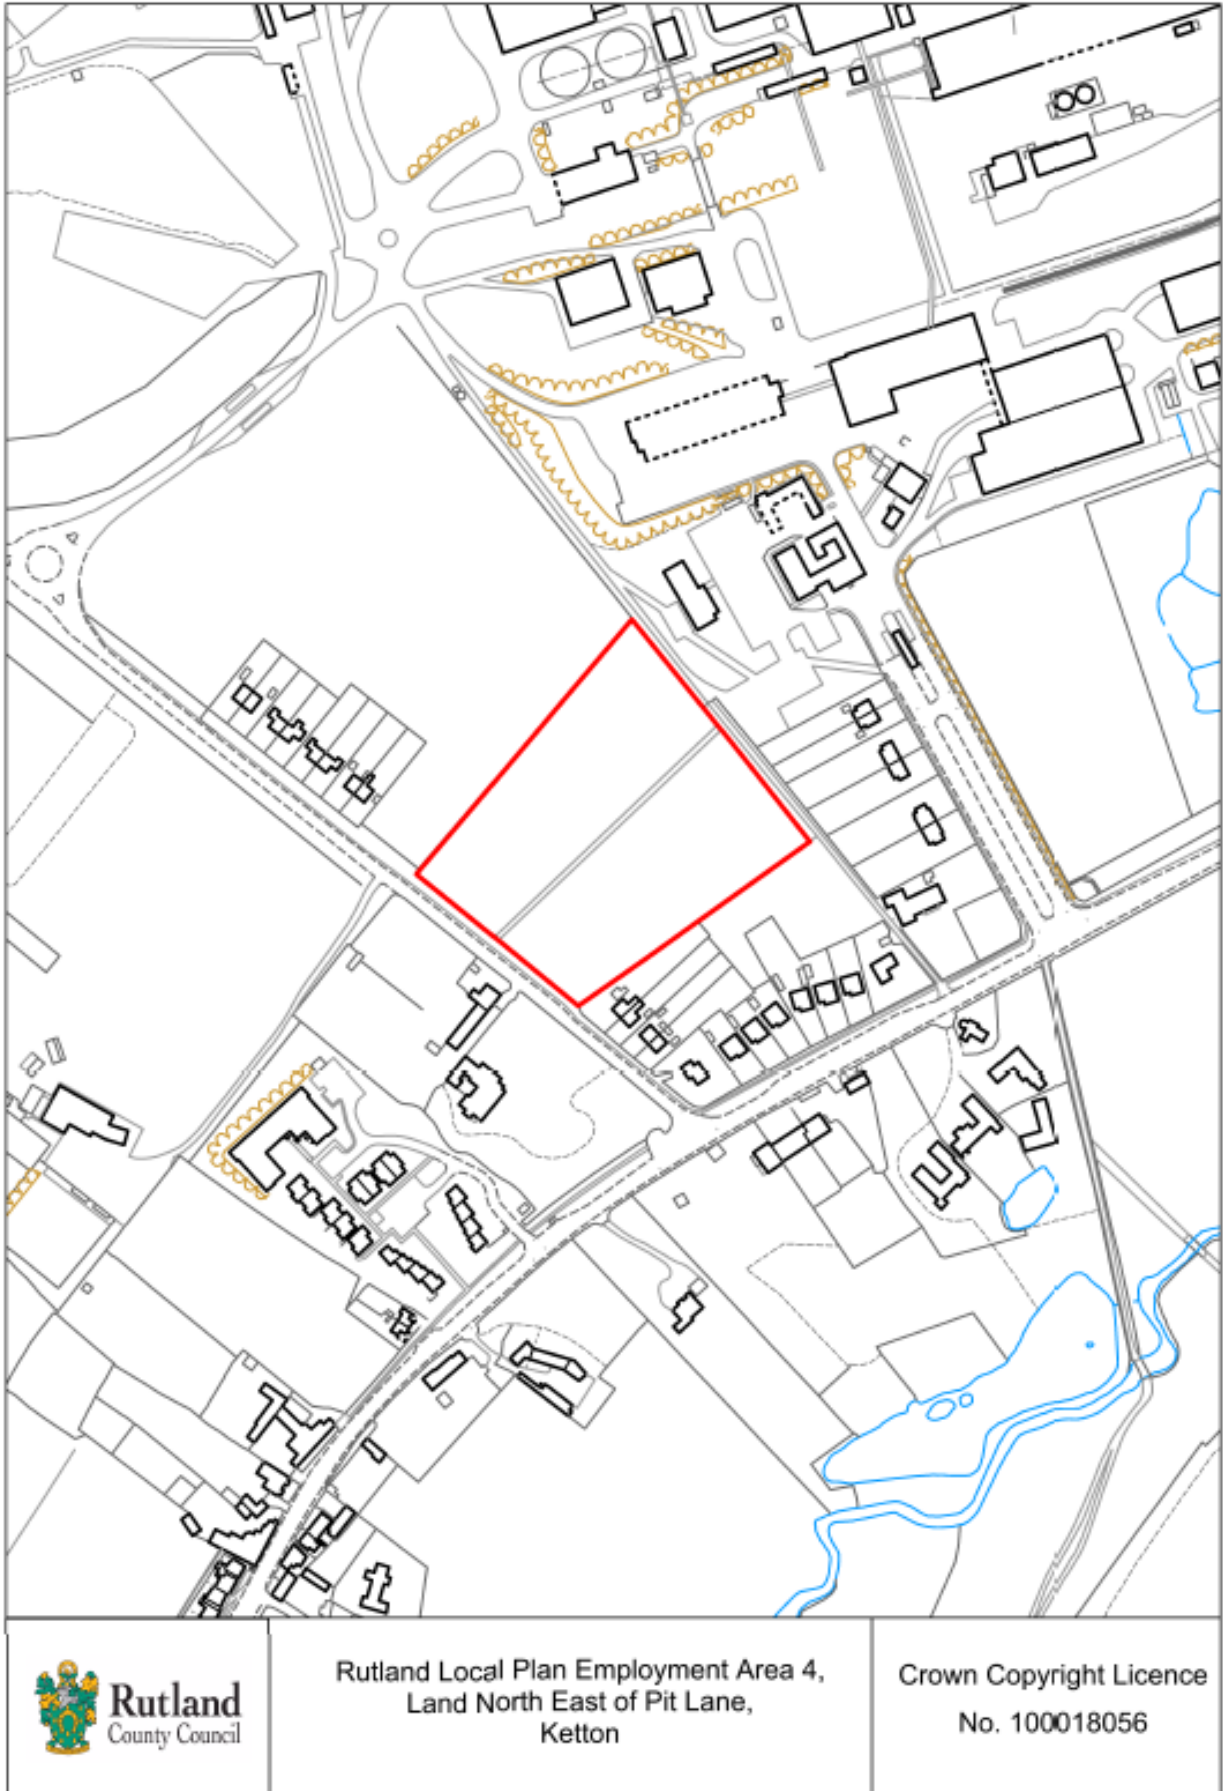 Rutland
County Council
Rutland Local Plan Employment Area 4,
Land North East of Pit Lane,
Ketton
Crown Copyright Licence
No. 100018056